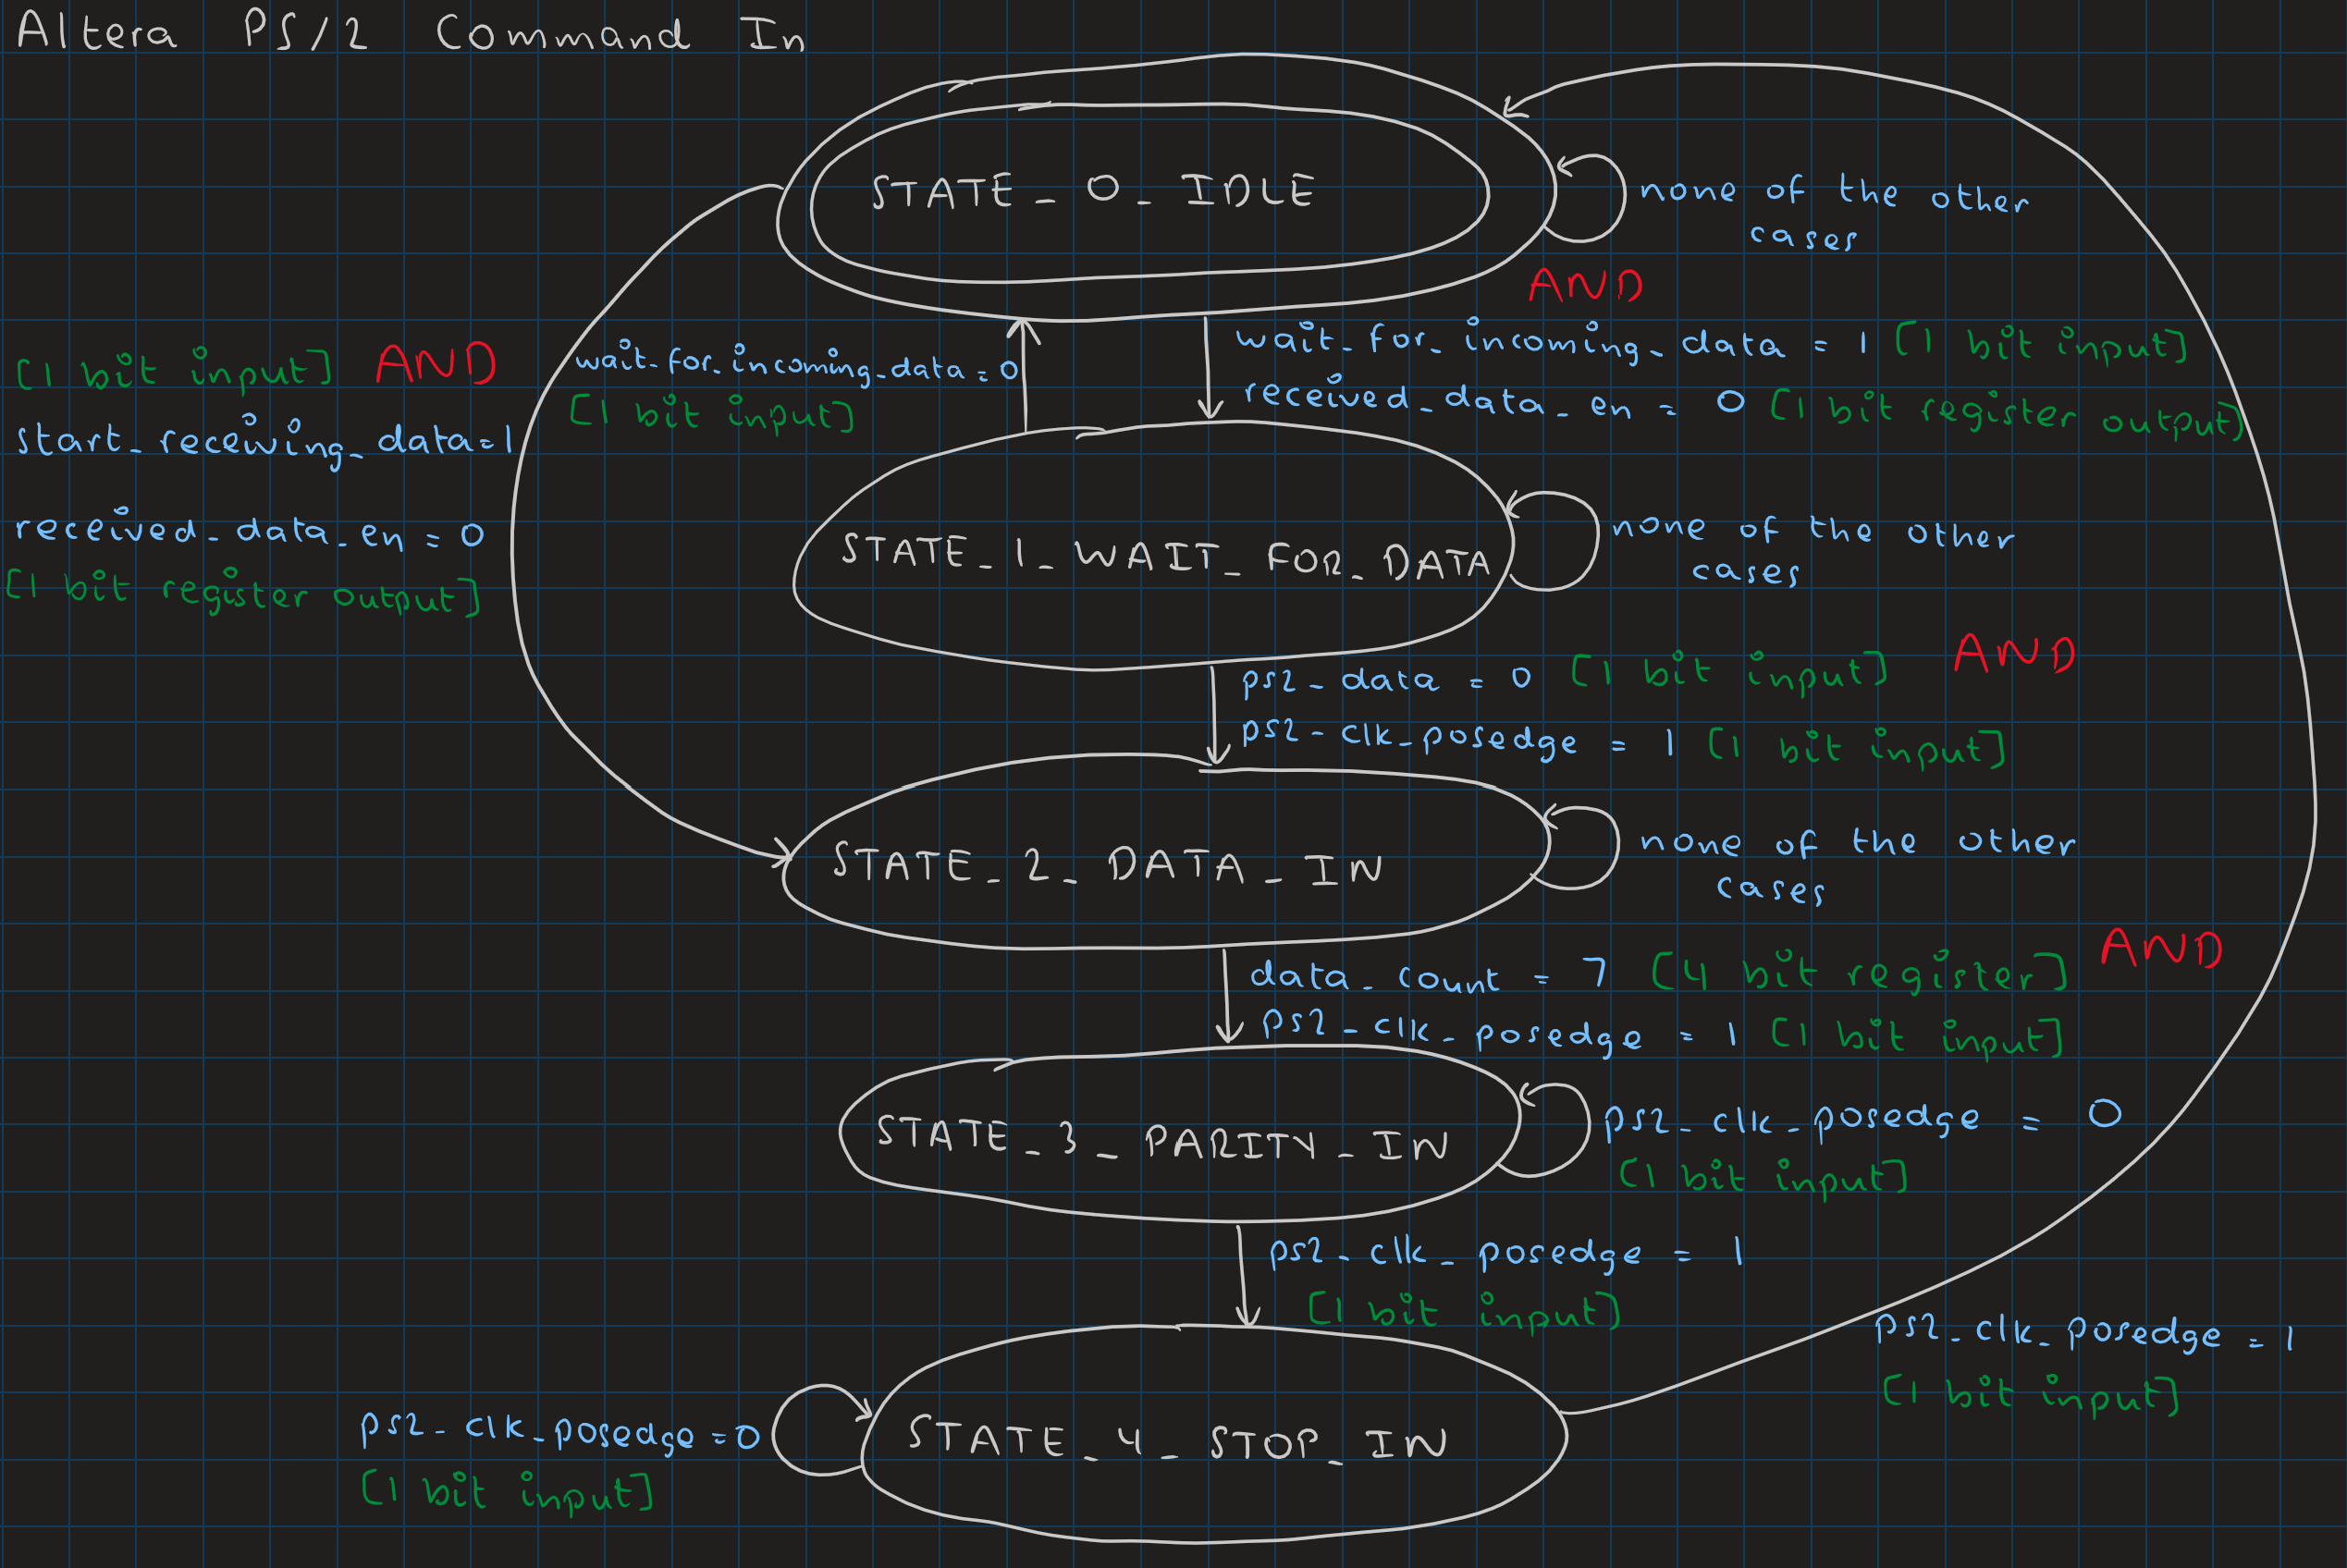 Altera PS/2 Command In
STATE_0_IDLE
none of the other
cases
AND
wait_for_incoming_data = 1 [1 bit input]
received_data_en = 0 [1 bit register output]
wait_for_incoming_data=0
[1 bit input]
[1 bit input] AND
start_receiving_data=1
received_data_en = 0
[1 bit register output]
STATE_1_WAIT_FOR_DATA
none of the other
cases
AND
ps2_data = 0 [1 bit input]
ps2_clk_posedge = 1 [1 bit input]
STATE_2_DATA_IN
none of the other
cases
AND
data_count = 7 [4 bit register]
ps2_clk_posedge = 1 [1 bit input]
STATE_3_PARITY_IN
ps2_clk_posedge = 0
[1 bit input]
ps2_clk_posedge = 1
[1 bit input]
ps2_clk_posedge = 1
[1 bit input]
STATE_4_STOP_IN
ps2_clk_posedge=0
[1 bit input]